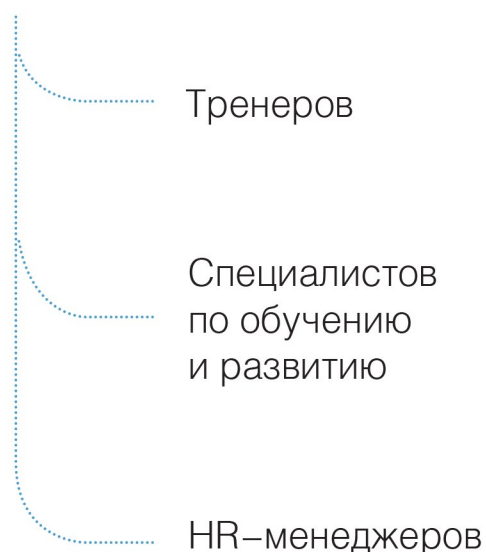 Тренеров
Специалистов
по обучению
и развитию
HR–менеджеров